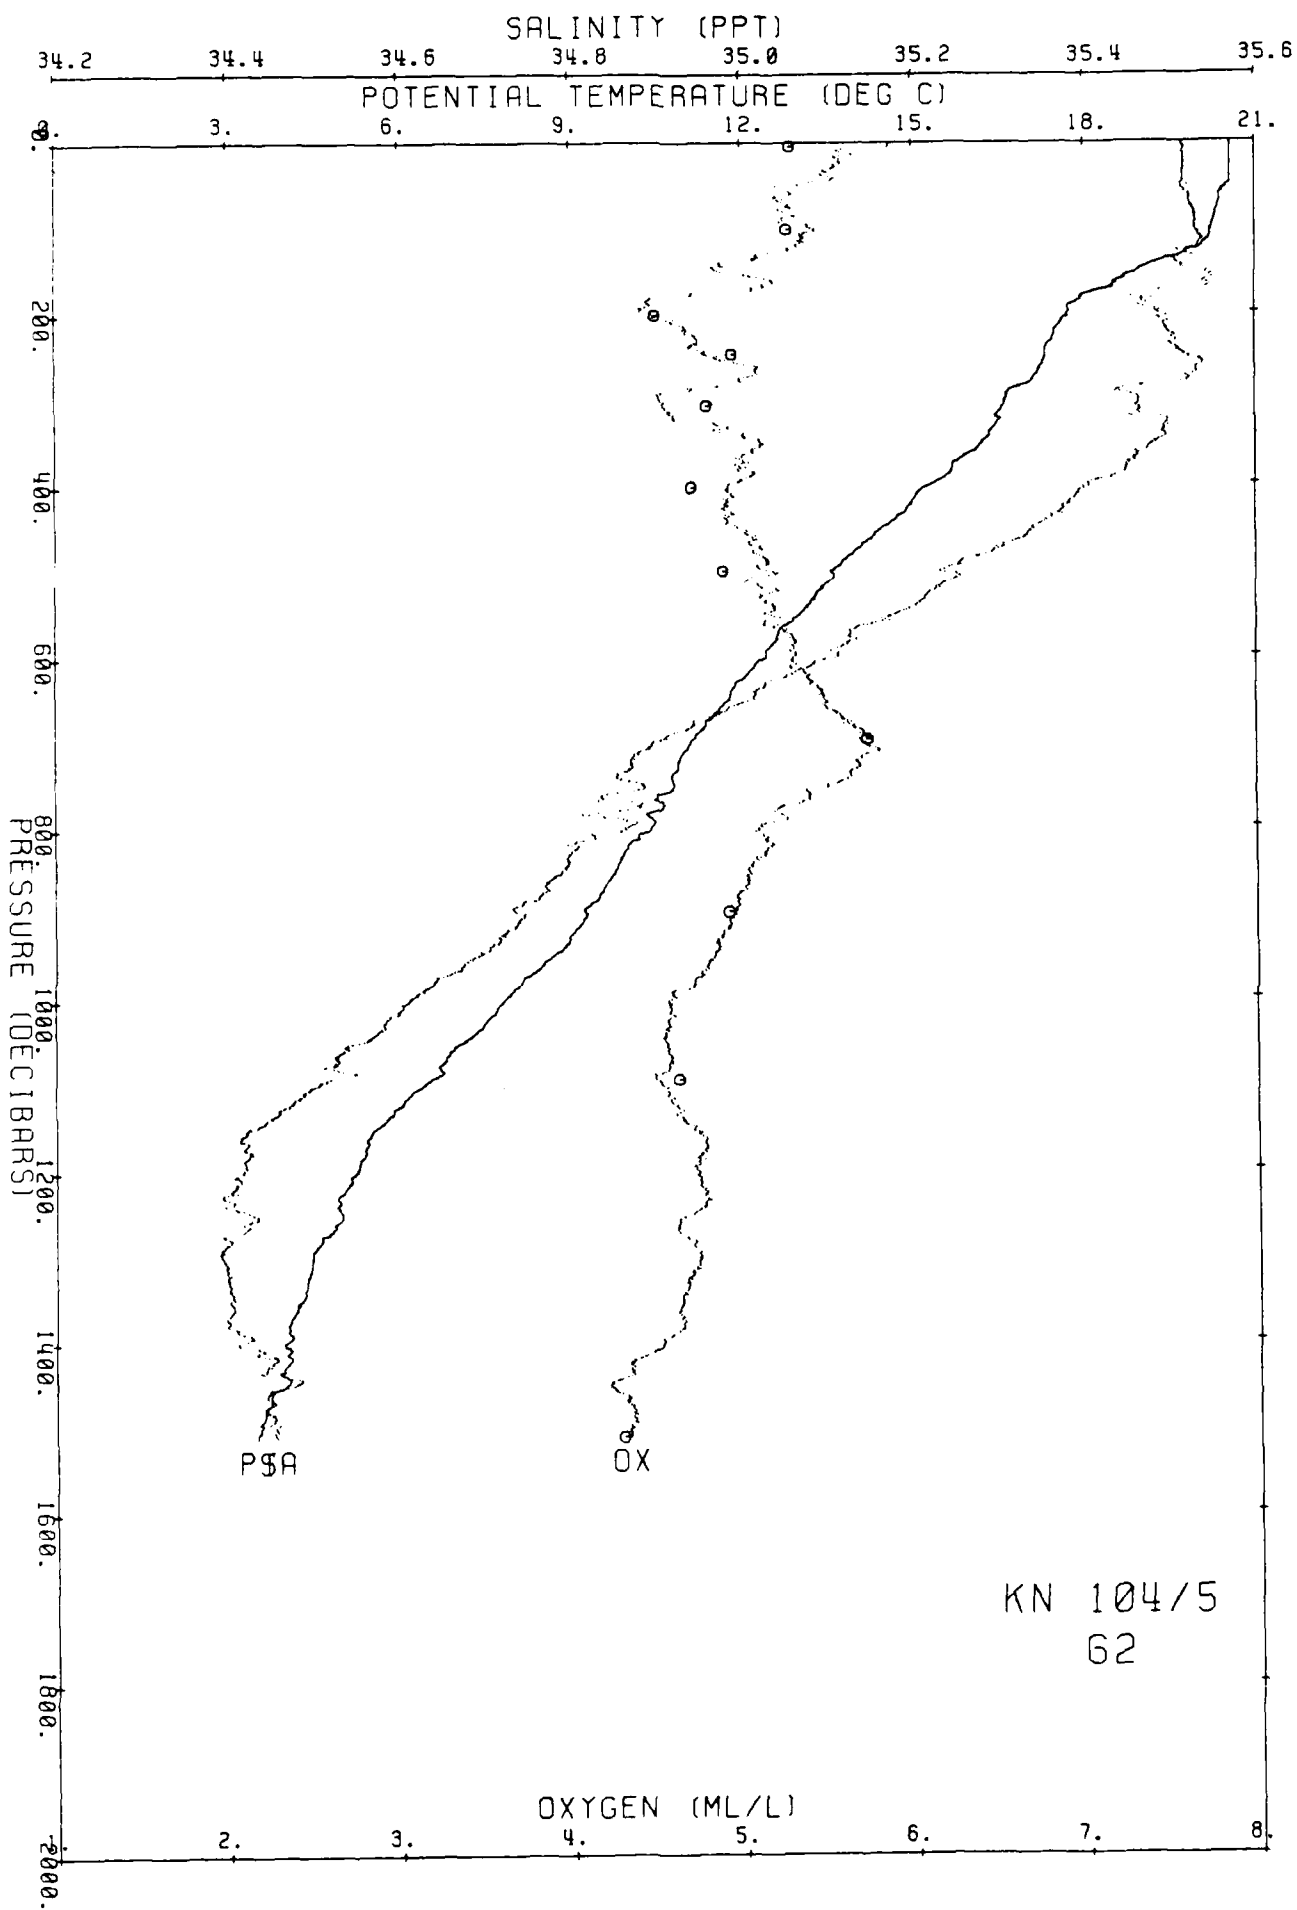 SALINITY (PPT)
34.2 34.4 34.6 34.8 35.0 35.2 35.4 35.6
POTENTIAL TEMPERATURE (DEG C)
0. 3. 6. 9. 12. 15. 18. 21.
0.
200.
400.
600.
800.
1000.
1200.
1400.
1600.
1800.
2000.
PRESSURE (DECIBARS)
OX
KN 104/5
62
OXYGEN (ML/L)
2. 3. 4. 5. 6. 7. 8.